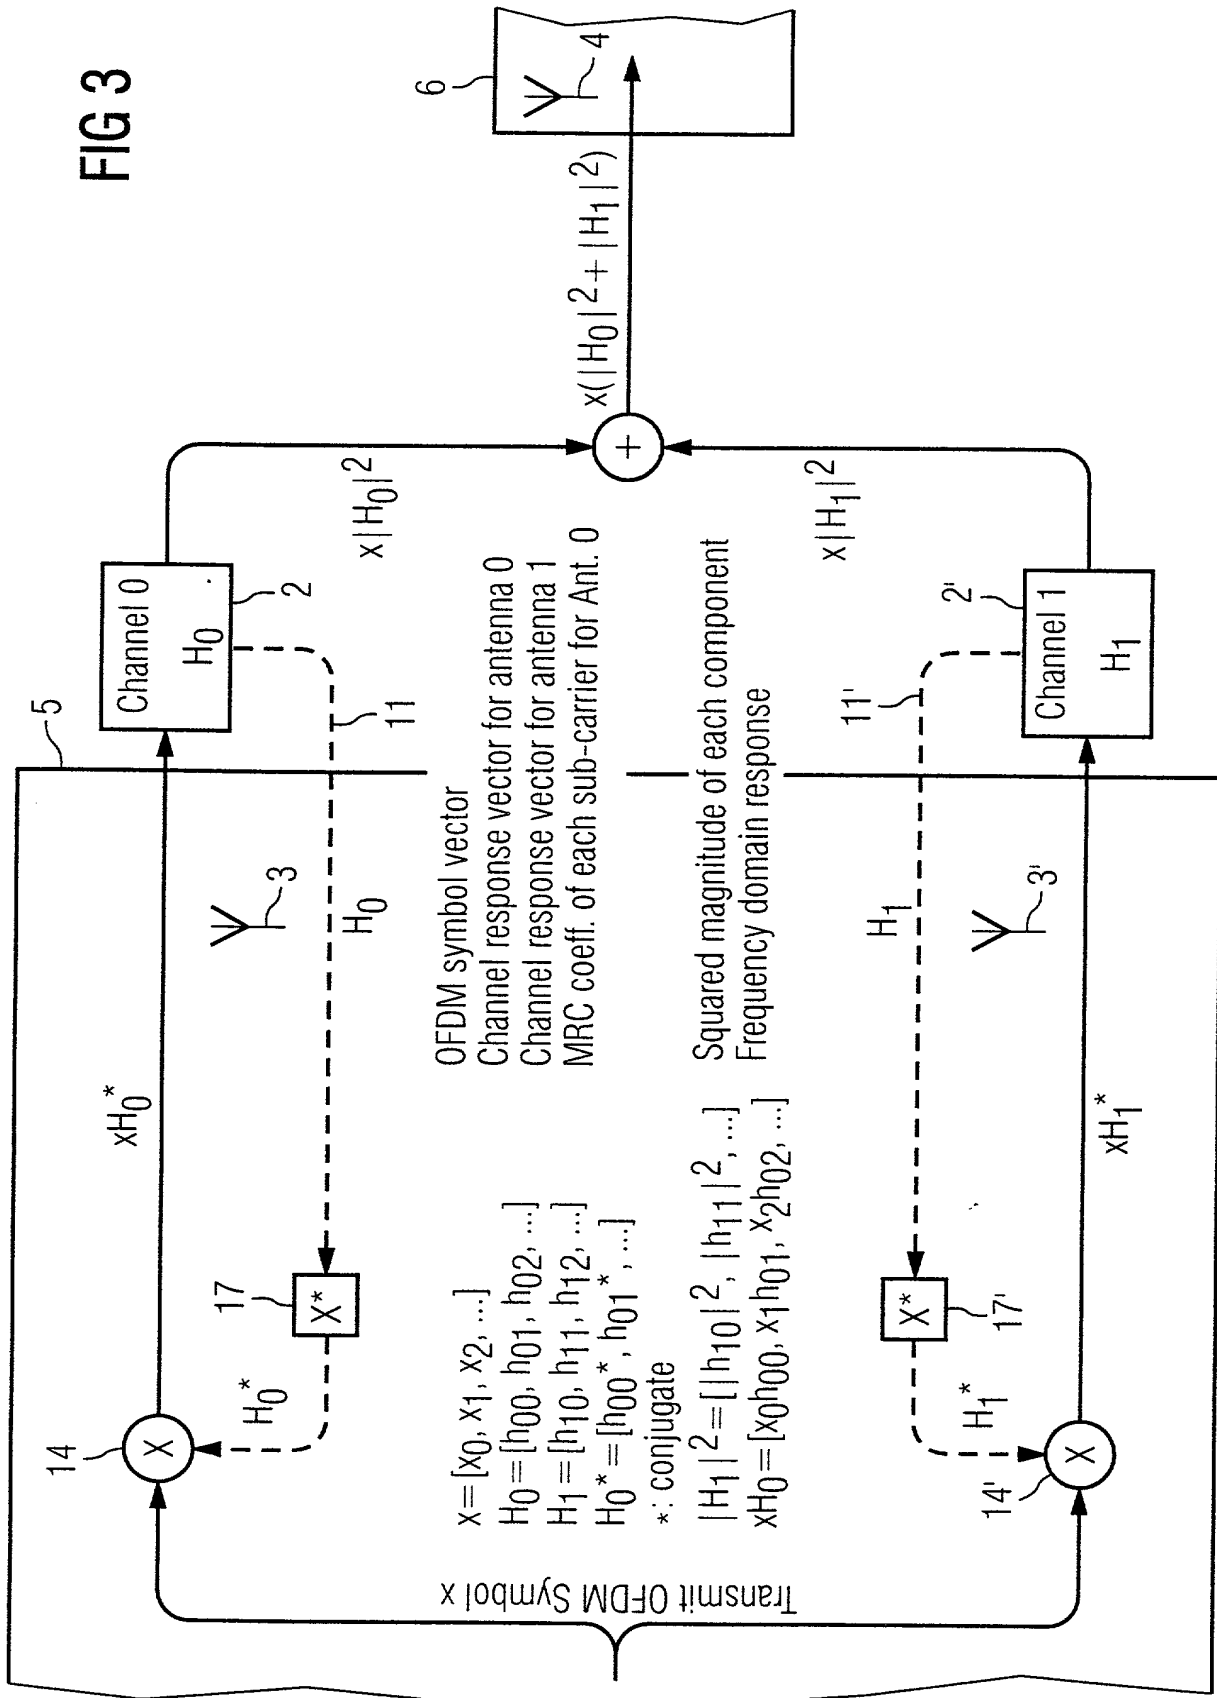 FIG 3
5
14
xH0*
Channel 0
H0
2
x|H0|²
X
H0*
17
X*
H0
3
11
x = [x0, x1, x2, ...] OFDM symbol vector
H0 = [h00, h01, h02, ...] Channel response vector for antenna 0
H1 = [h10, h11, h12, ...] Channel response vector for antenna 1
H0* = [h00*, h01*, ...] MRC coeff. of each sub-carrier for Ant. 0
*: conjugate
|H1|² = [|h10|², |h11|², ...] Squared magnitude of each component
xH0 = [x0h00, x1h01, x2h02, ...] Frequency domain response
Transmit OFDM Symbol x
+
x(|H0|² + |H1|²)
6
4
H1
11'
X*
17'
H1*
3'
14'
X
xH1*
2'
Channel 1
H1
x|H1|²